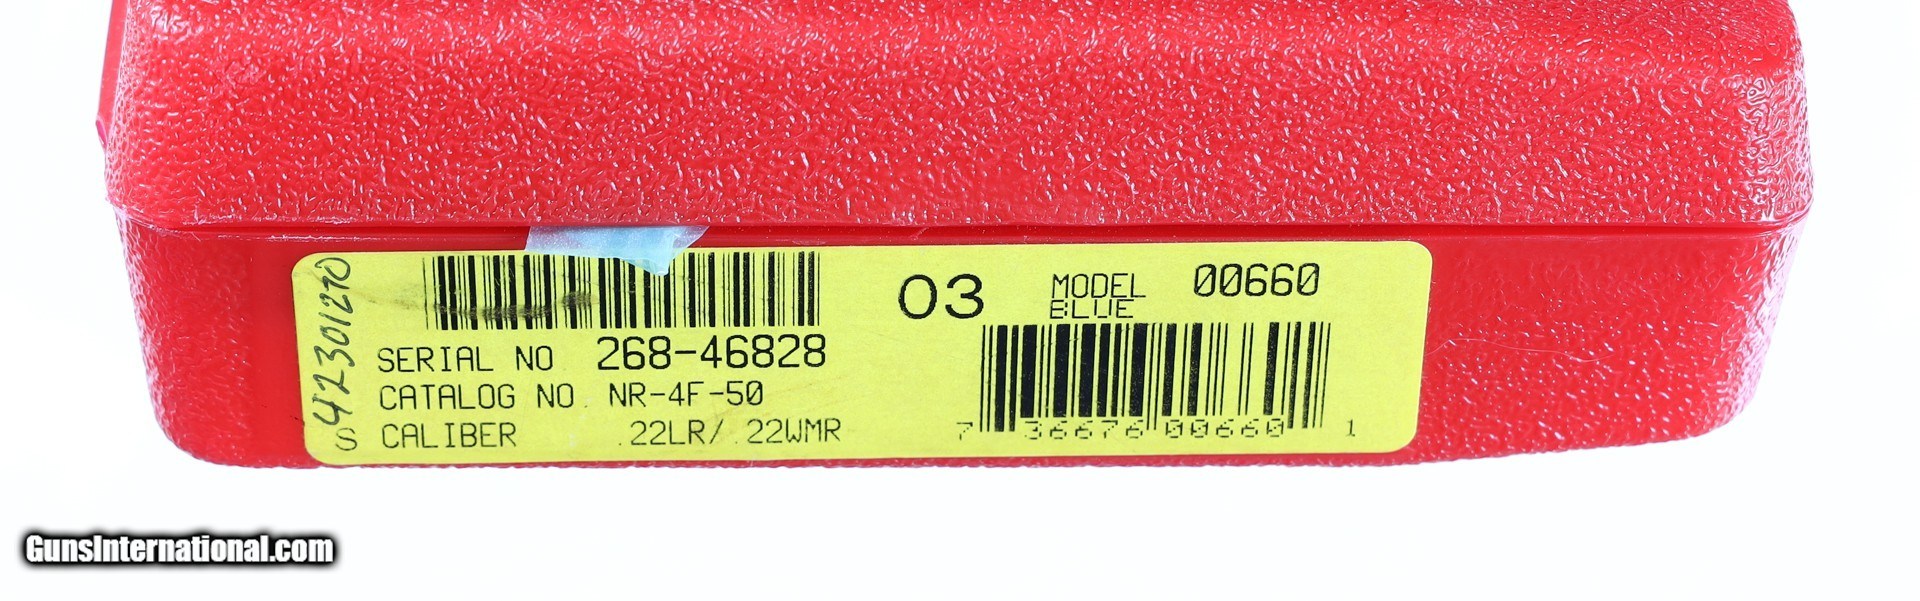 42301270
S
SERIAL NO 268-46828
CATALOG NO NR-4F-50
CALIBER .22LR/.22WMR
03
MODEL 00660
BLUE
7 36676 00660 1
GunsInternational.com